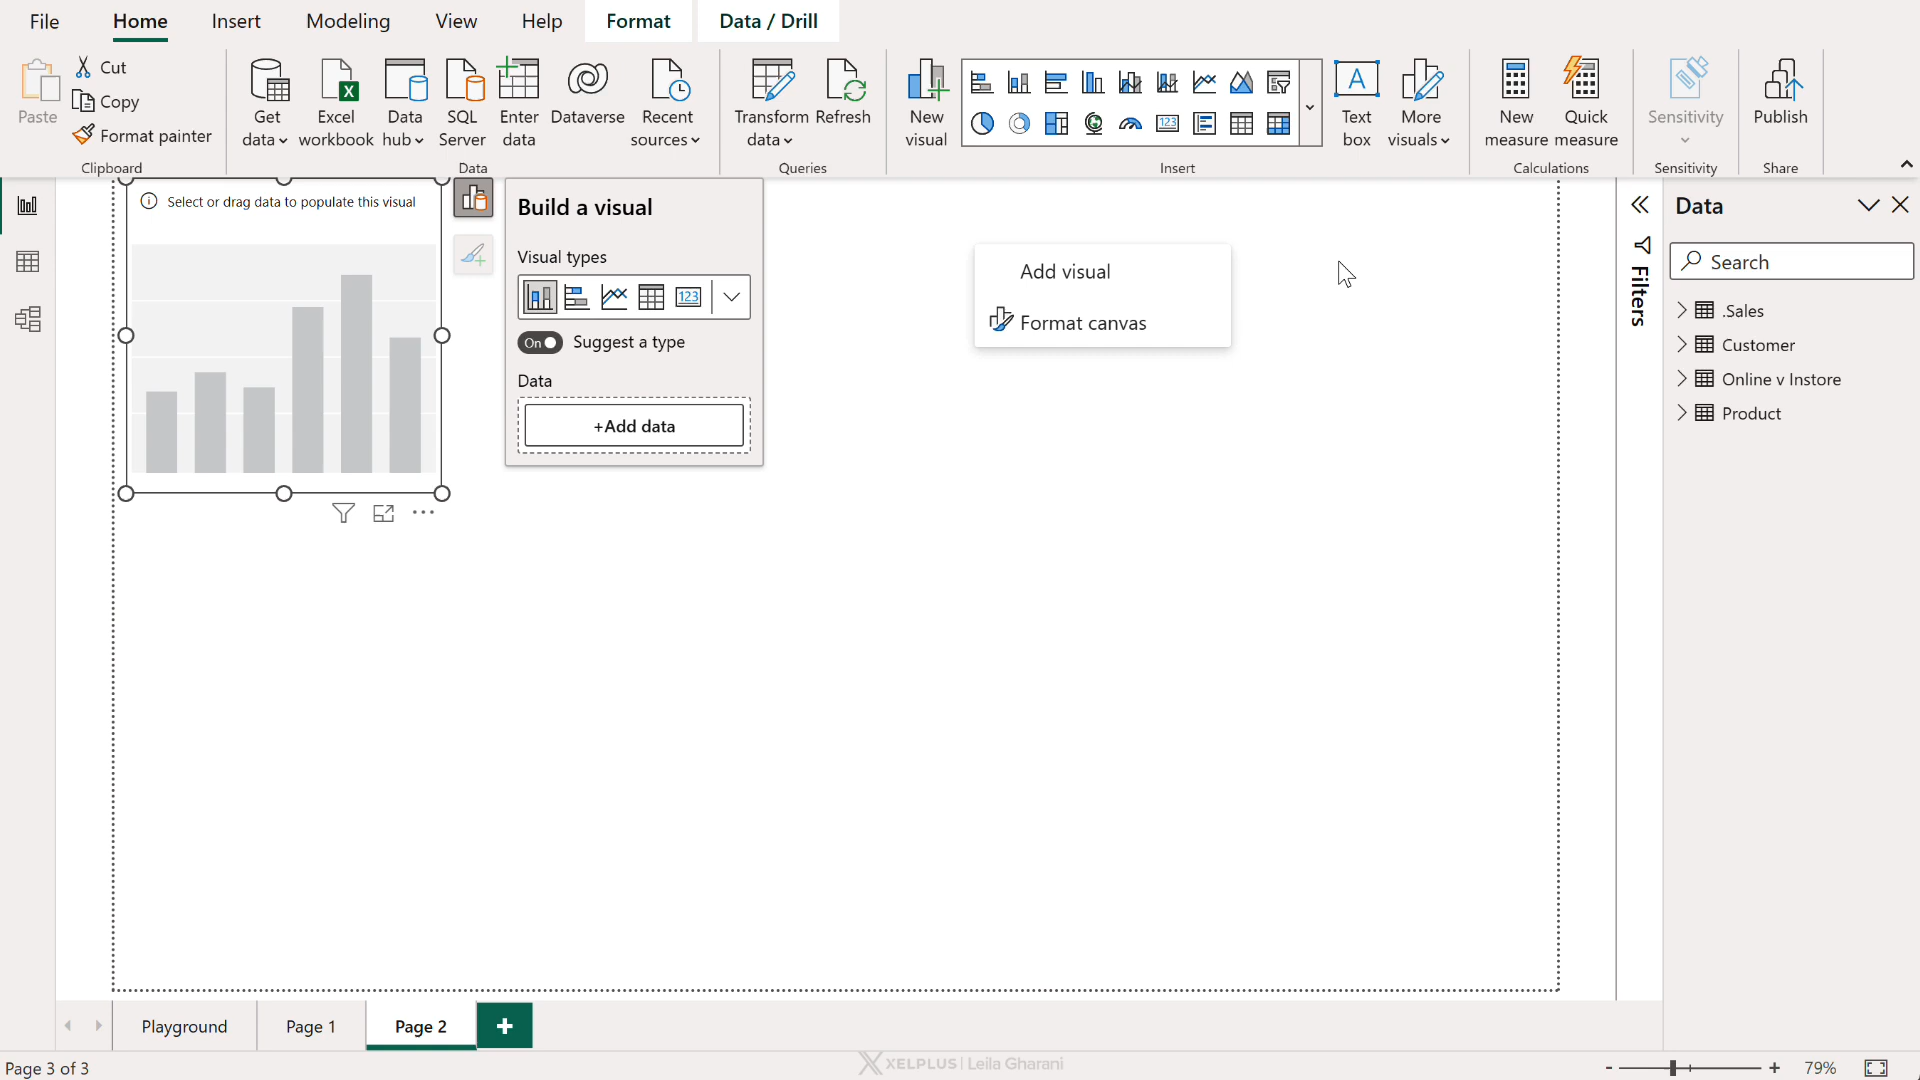 File
Home
Insert
Modeling
View
Help
Format
Data / Drill
Paste
Cut
Copy
Format painter
Clipboard
Get
data
Excel
workbook
Data
hub
SQL
Server
Enter
data
Dataverse
Recent
sources
Data
Transform
data
Refresh
Queries
New
visual
123
Insert
A
Text
box
More
visuals
New
measure
Quick
measure
Calculations
Sensitivity
Sensitivity
Publish
Share
Select or drag data to populate this visual
Build a visual
Visual types
123
On
Suggest a type
Data
+Add data
Add visual
Format canvas
Filters
Data
Search
.Sales
Customer
Online v Instore
Product
Playground
Page 1
Page 2
+
Page 3 of 3
XELPLUS | Leila Gharani
- + 79%